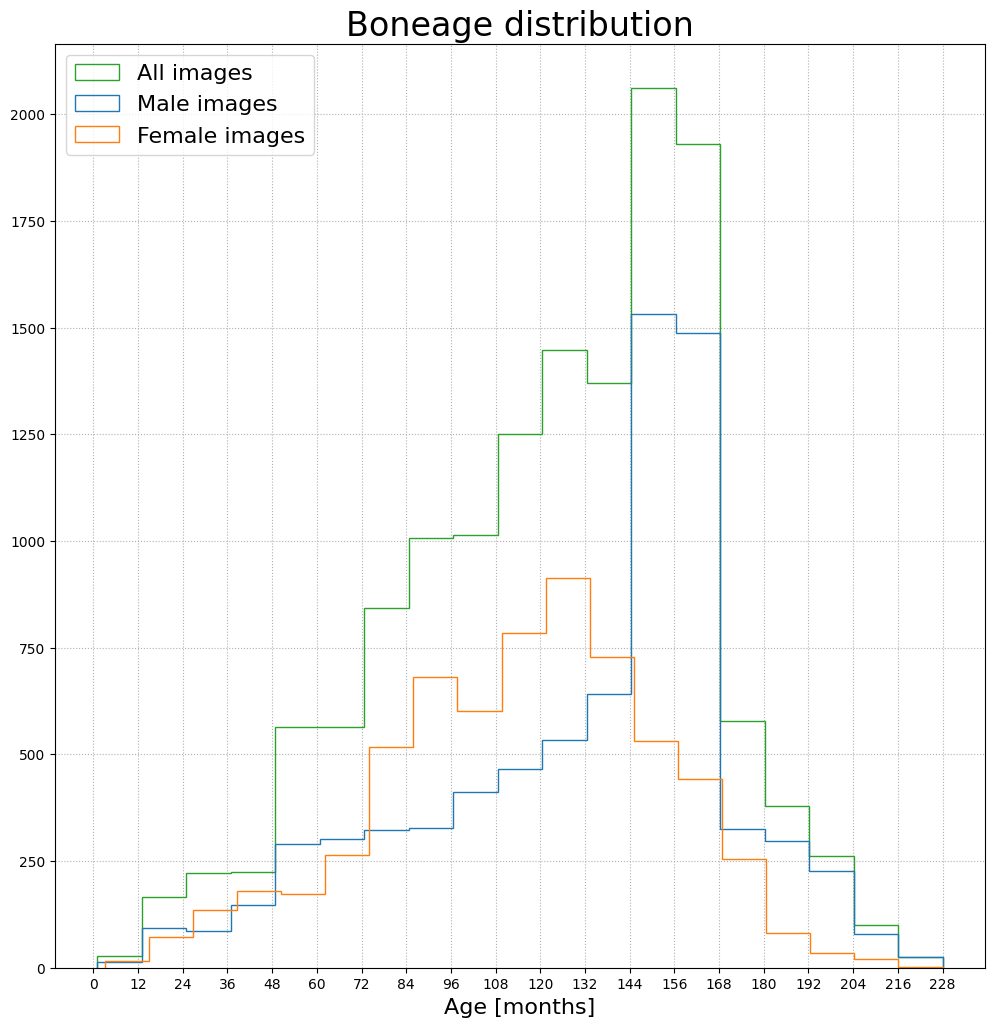 Boneage distribution
All images
Male images
Female images
2000
1750
1500
1250
1000
750
500
250
0
0 12 24 36 48 60 72 84 96 108 120 132 144 156 168 180 192 204 216 228
Age [months]